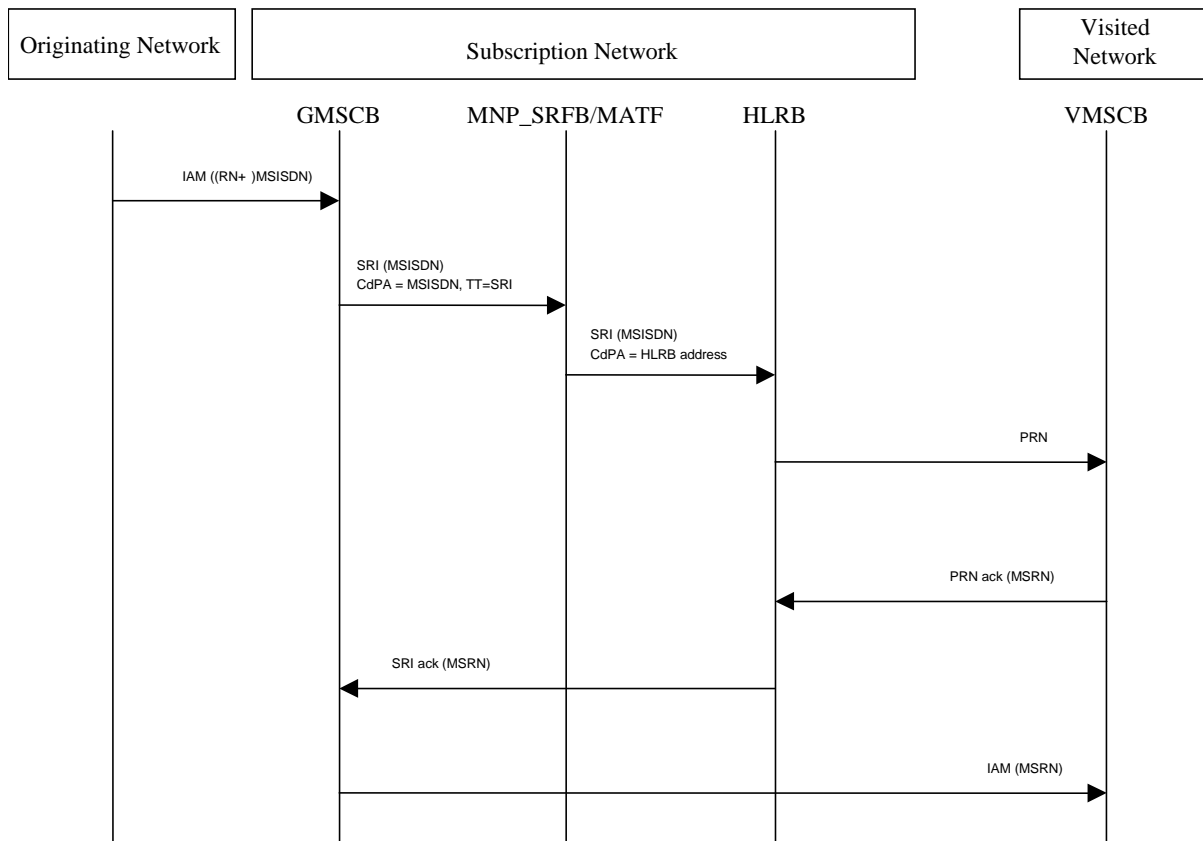 Originating Network
Subscription Network
Visited
Network
GMSCB
MNP_SRFB/MATF
HLRB
VMSCB
IAM ((RN+ )MSISDN)
SRI (MSISDN)
CdPA = MSISDN, TT=SRI
SRI (MSISDN)
CdPA = HLRB address
PRN
PRN ack (MSRN)
SRI ack (MSRN)
IAM (MSRN)